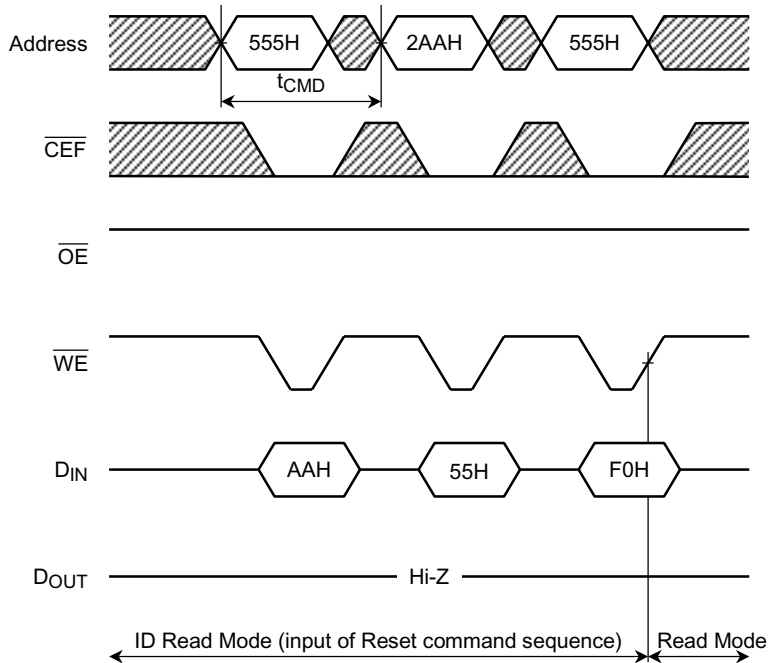 Address 555H 2AAH 555H
tCMD
CEF
OE
WE
DIN AAH 55H F0H
DOUT Hi-Z
ID Read Mode (input of Reset command sequence) Read Mode